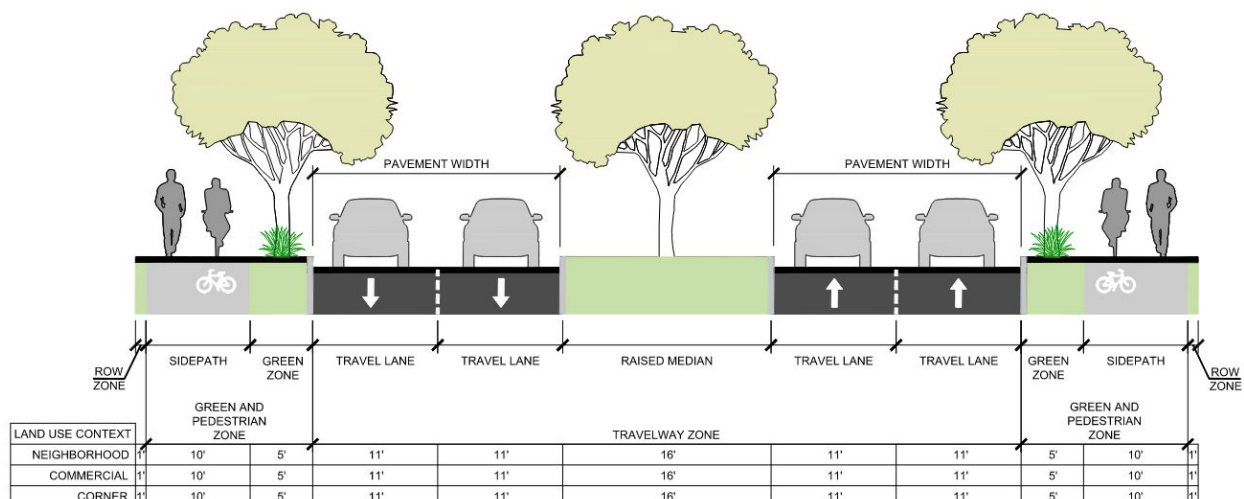 PAVEMENT WIDTH
PAVEMENT WIDTH
ROW
ZONE
SIDEPATH
GREEN
ZONE
TRAVEL LANE
TRAVEL LANE
RAISED MEDIAN
TRAVEL LANE
TRAVEL LANE
GREEN
ZONE
SIDEPATH
ROW
ZONE
GREEN AND
PEDESTRIAN
ZONE
TRAVELWAY ZONE
GREEN AND
PEDESTRIAN
ZONE
LAND USE CONTEXT
NEIGHBORHOOD 1' 10' 5' 11' 11' 16' 11' 11' 5' 10' 1'
COMMERCIAL 1' 10' 5' 11' 11' 16' 11' 11' 5' 10' 1'
CORNER 1' 10' 5' 11' 11' 16' 11' 11' 5' 10' 1'